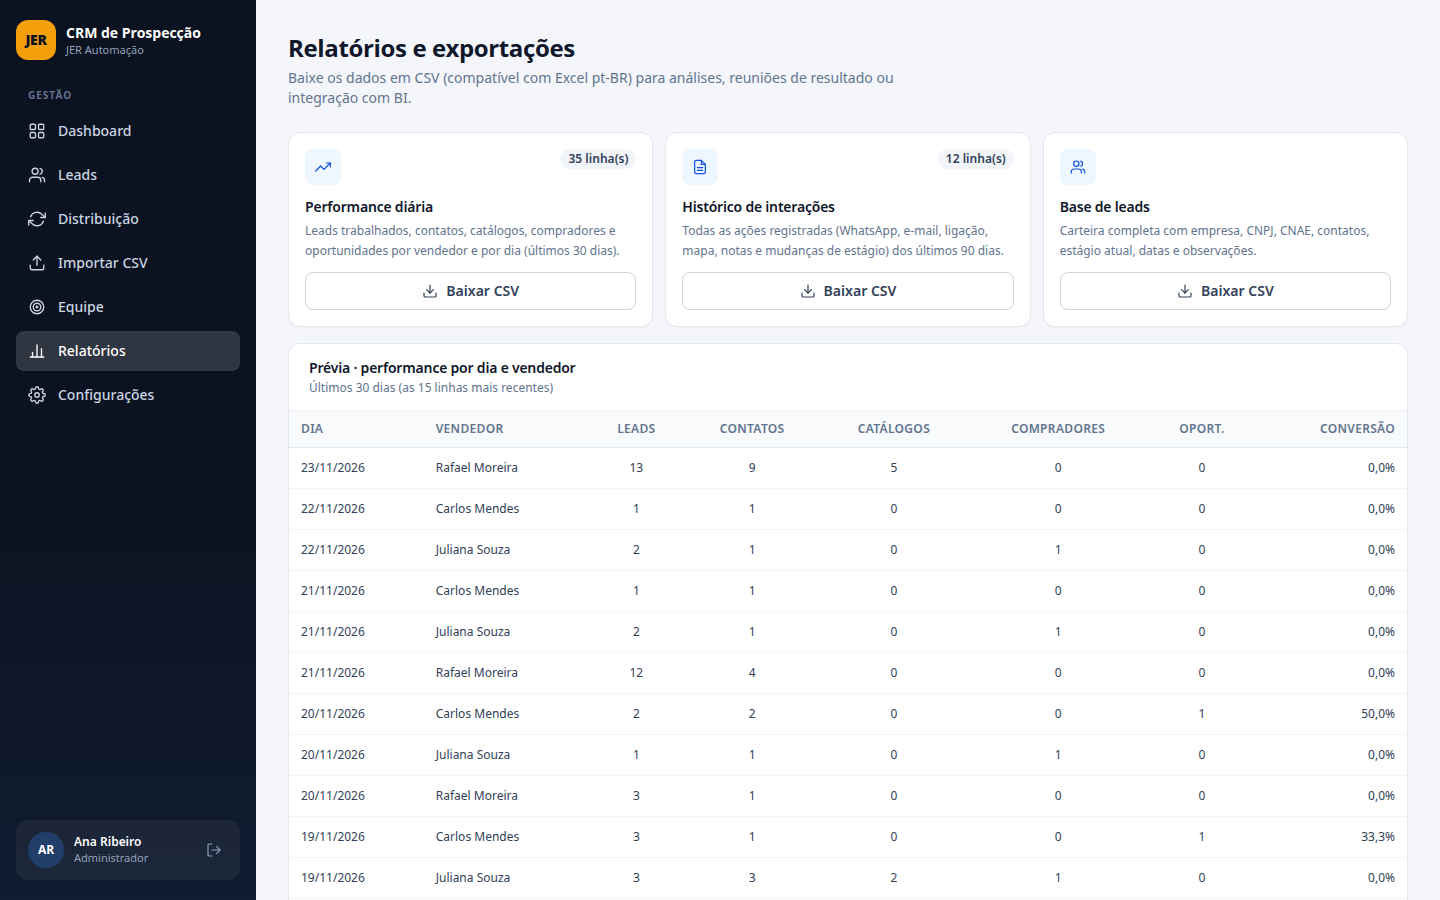 JER
CRM de Prospecção
JER Automação
GESTÃO
Dashboard
Leads
Distribuição
Importar CSV
Equipe
Relatórios
Configurações
AR
Ana Ribeiro
Administrador
Relatórios e exportações
Baixe os dados em CSV (compatível com Excel pt-BR) para análises, reuniões de resultado ou
integração com BI.
35 linha(s)
Performance diária
Leads trabalhados, contatos, catálogos, compradores e
oportunidades por vendedor e por dia (últimos 30 dias).
Baixar CSV
12 linha(s)
Histórico de interações
Todas as ações registradas (WhatsApp, e-mail, ligação,
mapa, notas e mudanças de estágio) dos últimos 90 dias.
Baixar CSV
Base de leads
Carteira completa com empresa, CNPJ, CNAE, contatos,
estágio atual, datas e observações.
Baixar CSV
Prévia · performance por dia e vendedor
Últimos 30 dias (as 15 linhas mais recentes)
DIA VENDEDOR LEADS CONTATOS CATÁLOGOS COMPRADORES OPORT. CONVERSÃO
23/11/2026 Rafael Moreira 13 9 5 0 0 0,0%
22/11/2026 Carlos Mendes 1 1 0 0 0 0,0%
22/11/2026 Juliana Souza 2 1 0 1 0 0,0%
21/11/2026 Carlos Mendes 1 1 0 0 0 0,0%
21/11/2026 Juliana Souza 2 1 0 1 0 0,0%
21/11/2026 Rafael Moreira 12 4 0 0 0 0,0%
20/11/2026 Carlos Mendes 2 2 0 0 1 50,0%
20/11/2026 Juliana Souza 1 1 0 1 0 0,0%
20/11/2026 Rafael Moreira 3 1 0 0 0 0,0%
19/11/2026 Carlos Mendes 3 1 0 0 1 33,3%
19/11/2026 Juliana Souza 3 3 2 1 0 0,0%